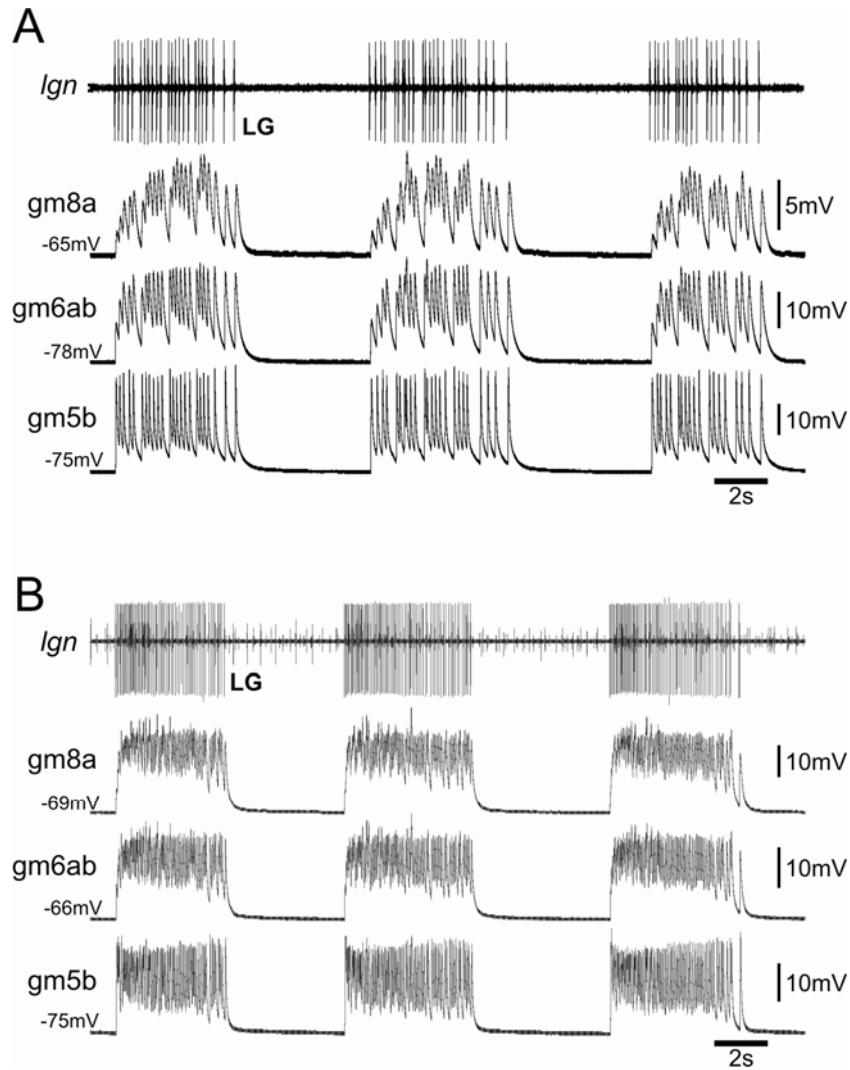 A
lgn
LG
gm8a
-65mV
5mV
gm6ab
-78mV
10mV
gm5b
-75mV
10mV
2s
B
lgn
LG
gm8a
-69mV
10mV
gm6ab
-66mV
10mV
gm5b
-75mV
10mV
2s